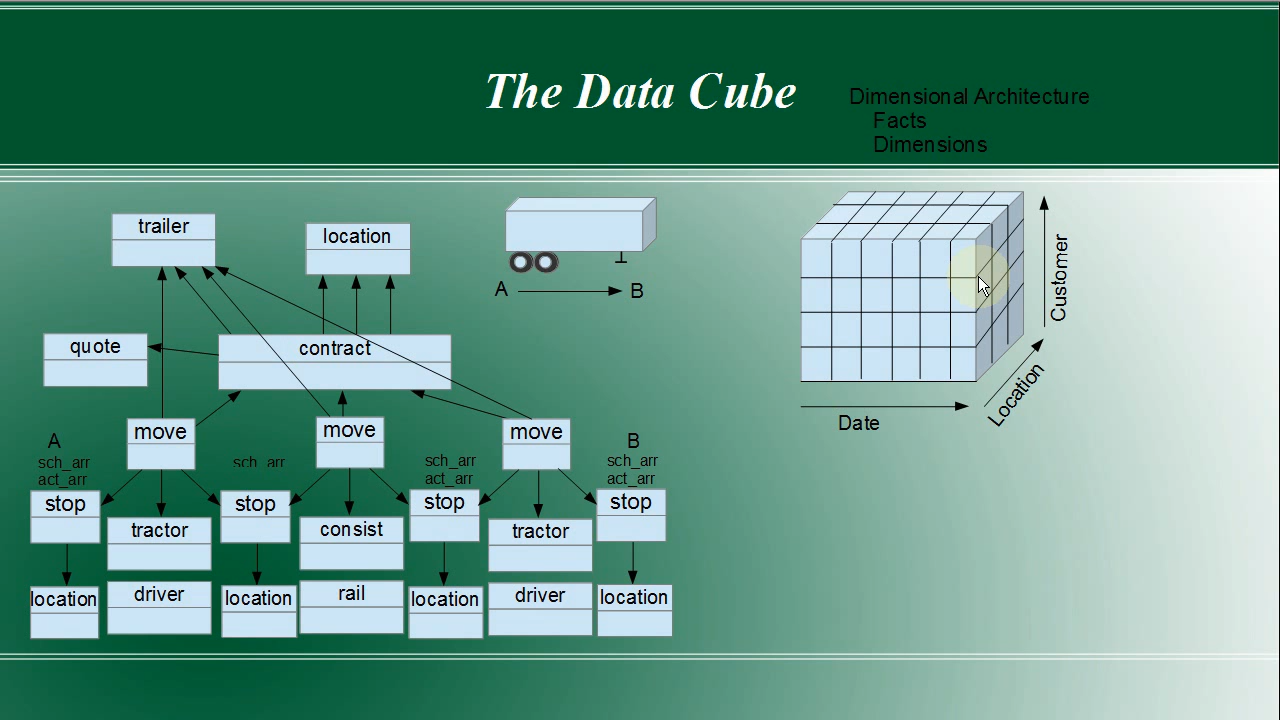 The Data Cube
Dimensional Architecture
Facts
Dimensions
trailer
location
A
B
quote
contract
Customer
Location
Date
move
move
move
A
sch_arr
act_arr
sch_arr
sch_arr
act_arr
B
sch_arr
act_arr
stop
tractor
stop
consist
stop
tractor
stop
location
driver
location
rail
location
driver
location